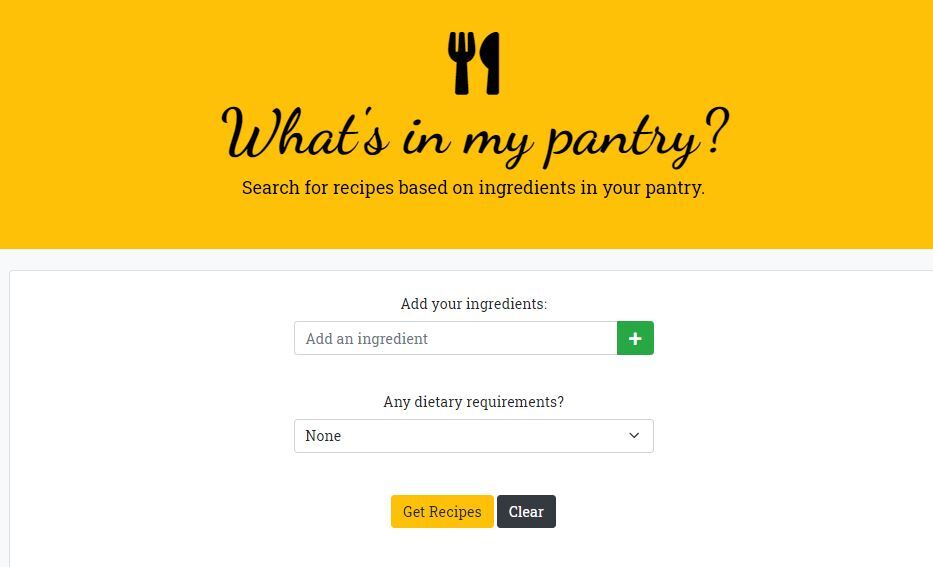 What's in my pantry?
Search for recipes based on ingredients in your pantry.
Add your ingredients:
Add an ingredient
+
Any dietary requirements?
None
Get Recipes Clear